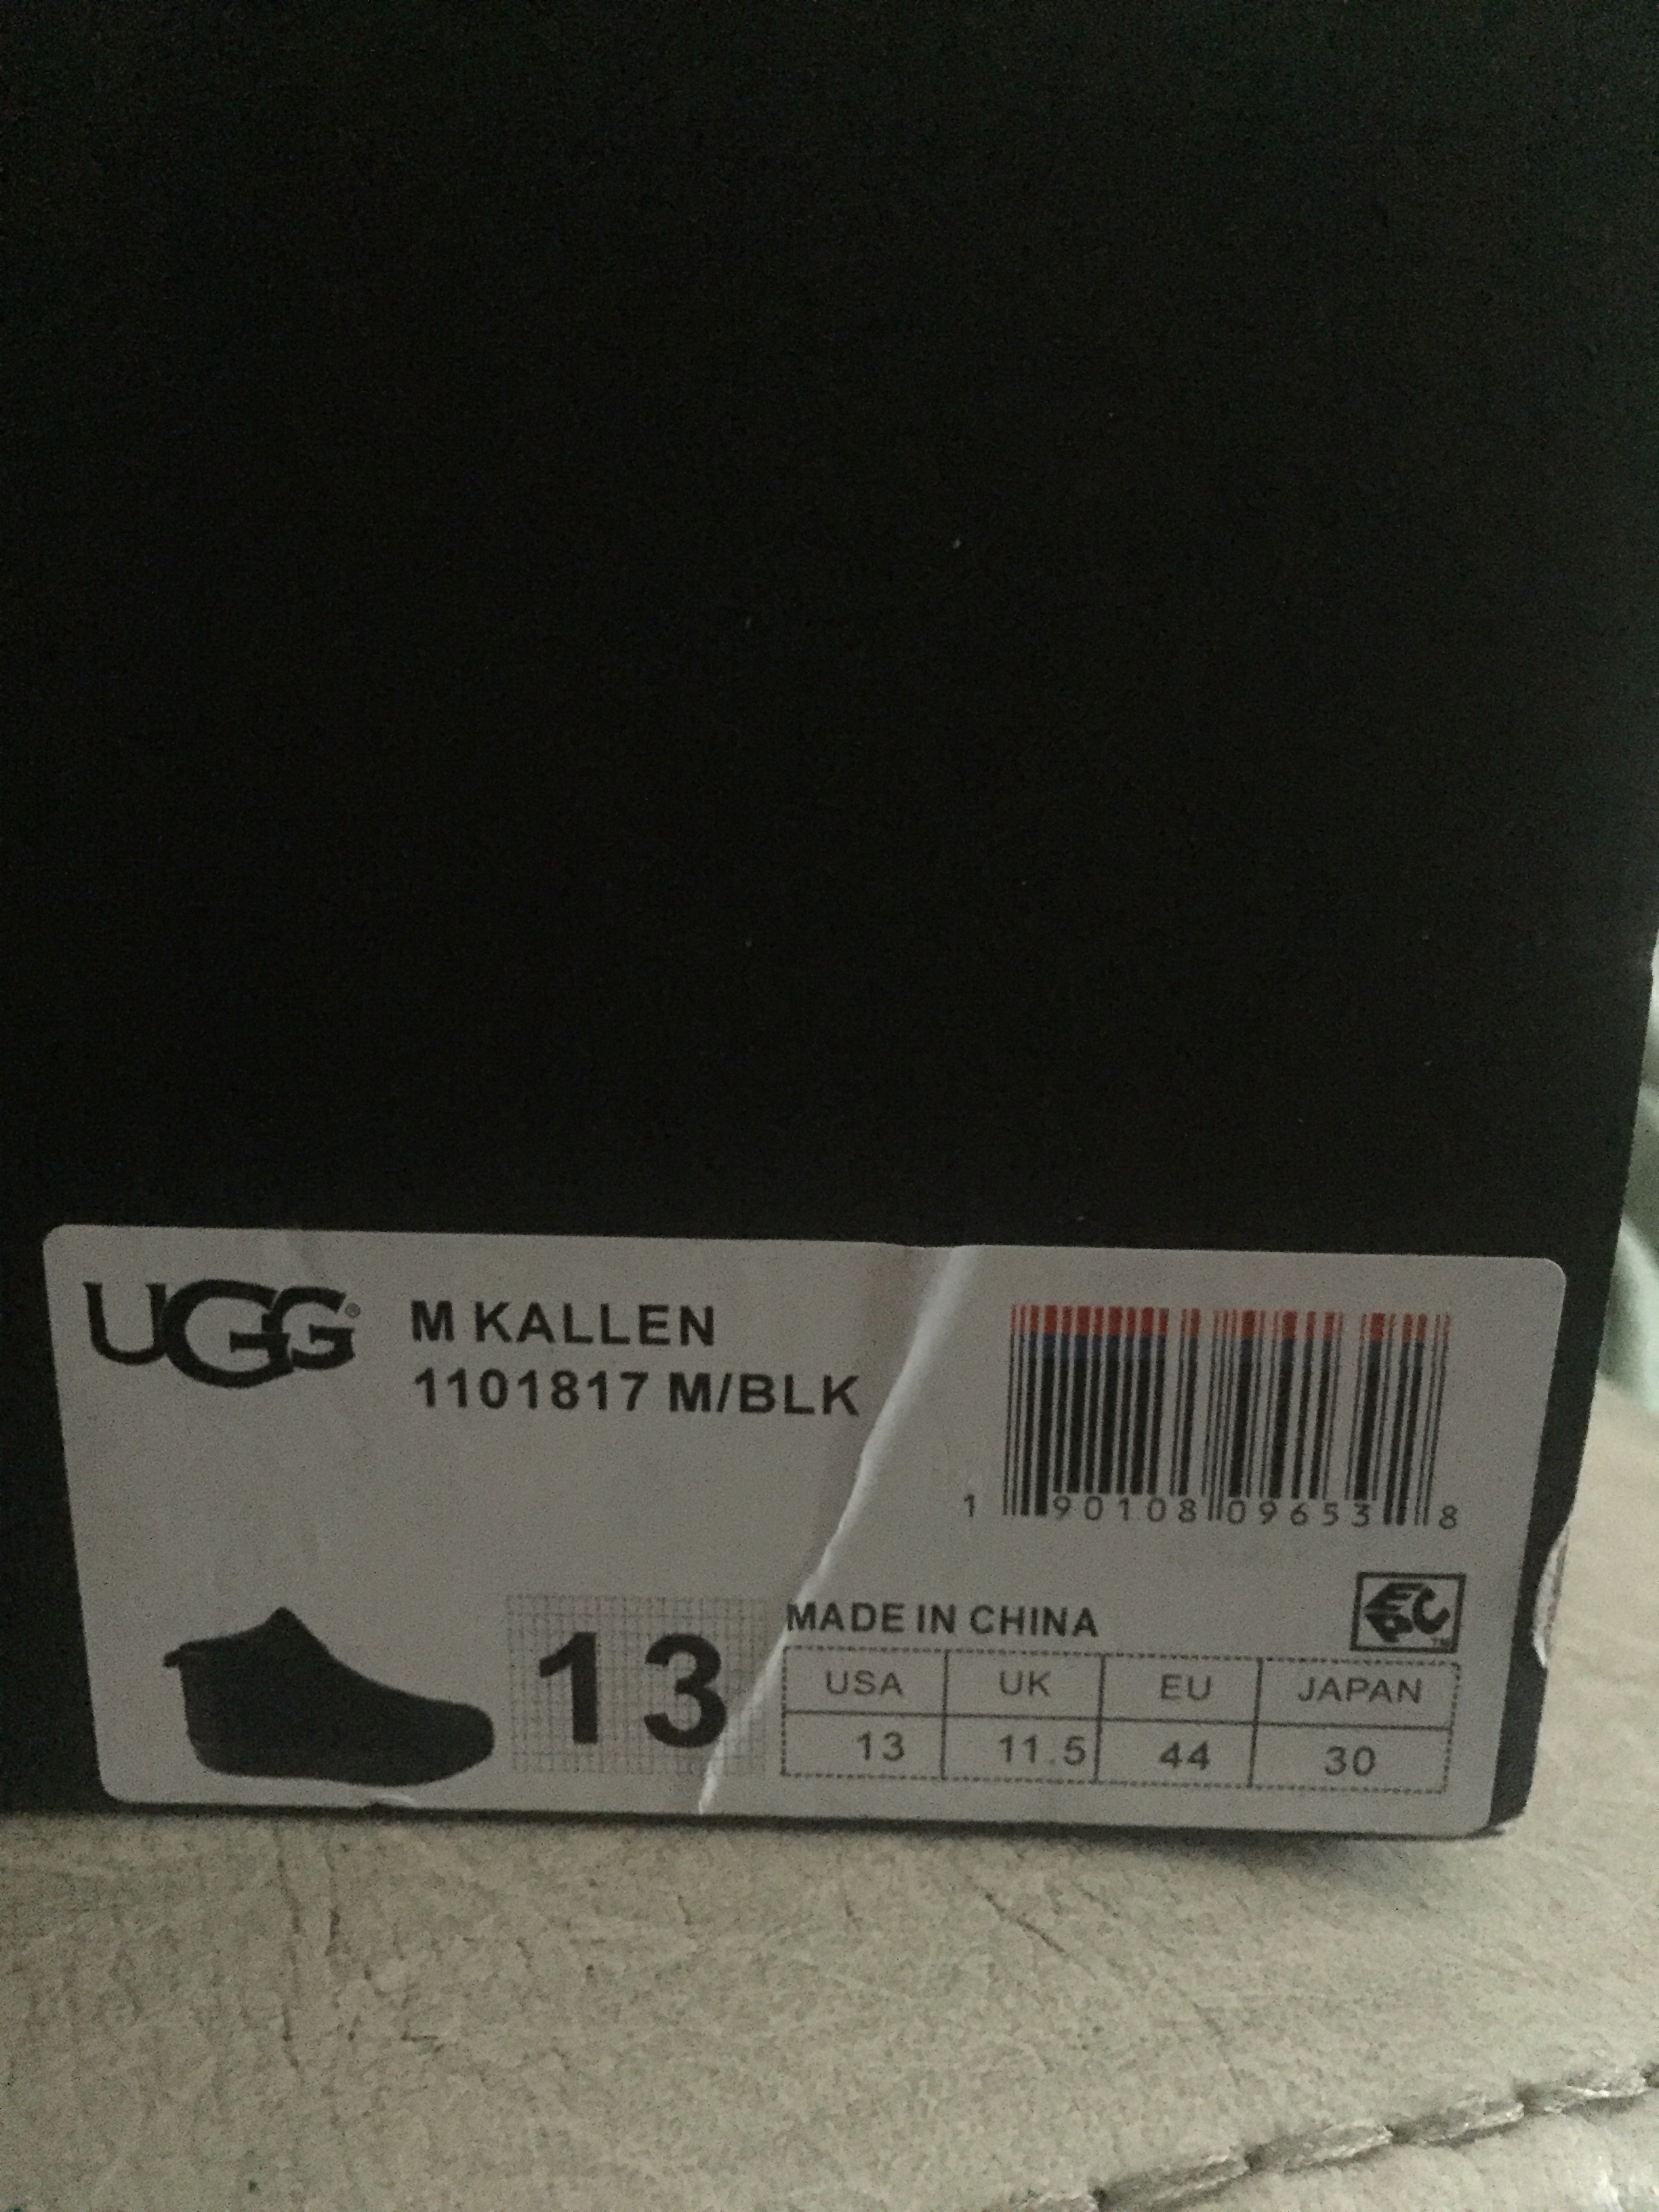 UGG®
M KALLEN
1101817 M/BLK
1 90108 09653 8
13
MADE IN CHINA
EPC™
USA UK EU JAPAN
13 11.5 44 30